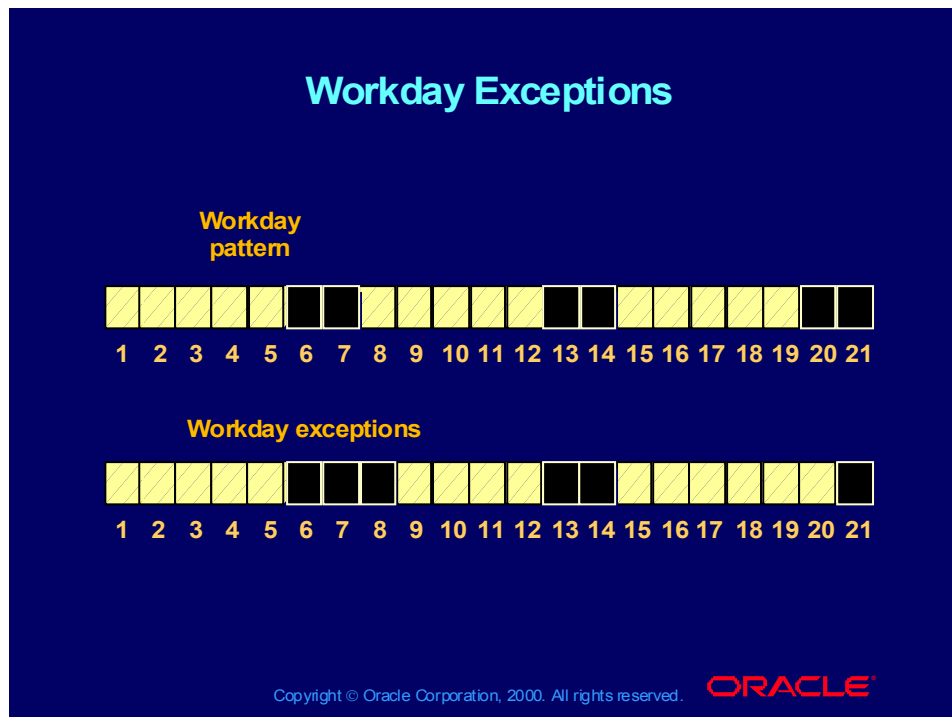 Workday Exceptions
Workday
pattern
1 2 3 4 5 6 7 8 9 10 11 12 13 14 15 16 17 18 19 20 21
Workday exceptions
1 2 3 4 5 6 7 8 9 10 11 12 13 14 15 16 17 18 19 20 21
Copyright © Oracle Corporation, 2000. All rights reserved.
ORACLE®